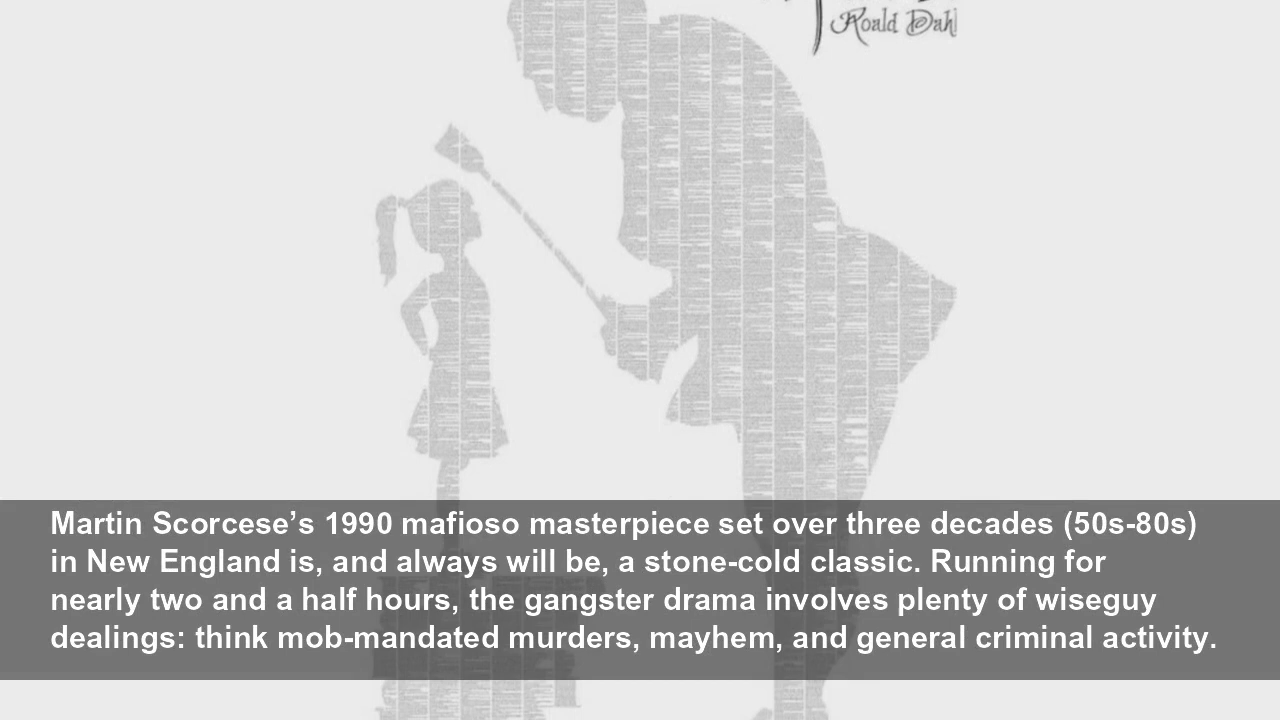 Roald Dahl
Martin Scorcese’s 1990 mafioso masterpiece set over three decades (50s-80s)
in New England is, and always will be, a stone-cold classic. Running for
nearly two and a half hours, the gangster drama involves plenty of wiseguy
dealings: think mob-mandated murders, mayhem, and general criminal activity.